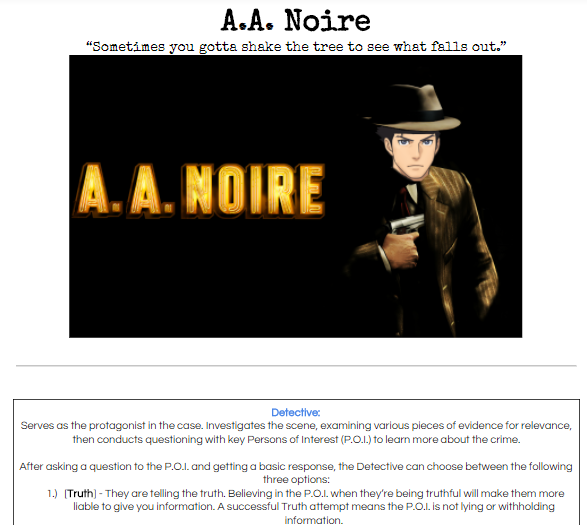 A.A. Noire
“Sometimes you gotta shake the tree to see what falls out.”
A.A. NOIRE
Detective:
Serves as the protagonist in the case. Investigates the scene, examining various pieces of evidence for relevance,
then conducts questioning with key Persons of Interest (P.O.I.) to learn more about the crime.
After asking a question to the P.O.I. and getting a basic response, the Detective can choose between the following
three options:
1.) [Truth] - They are telling the truth. Believing in the P.O.I. when they’re being truthful will make them more
liable to give you information. A successful Truth attempt means the P.O.I. is not lying or withholding
information.